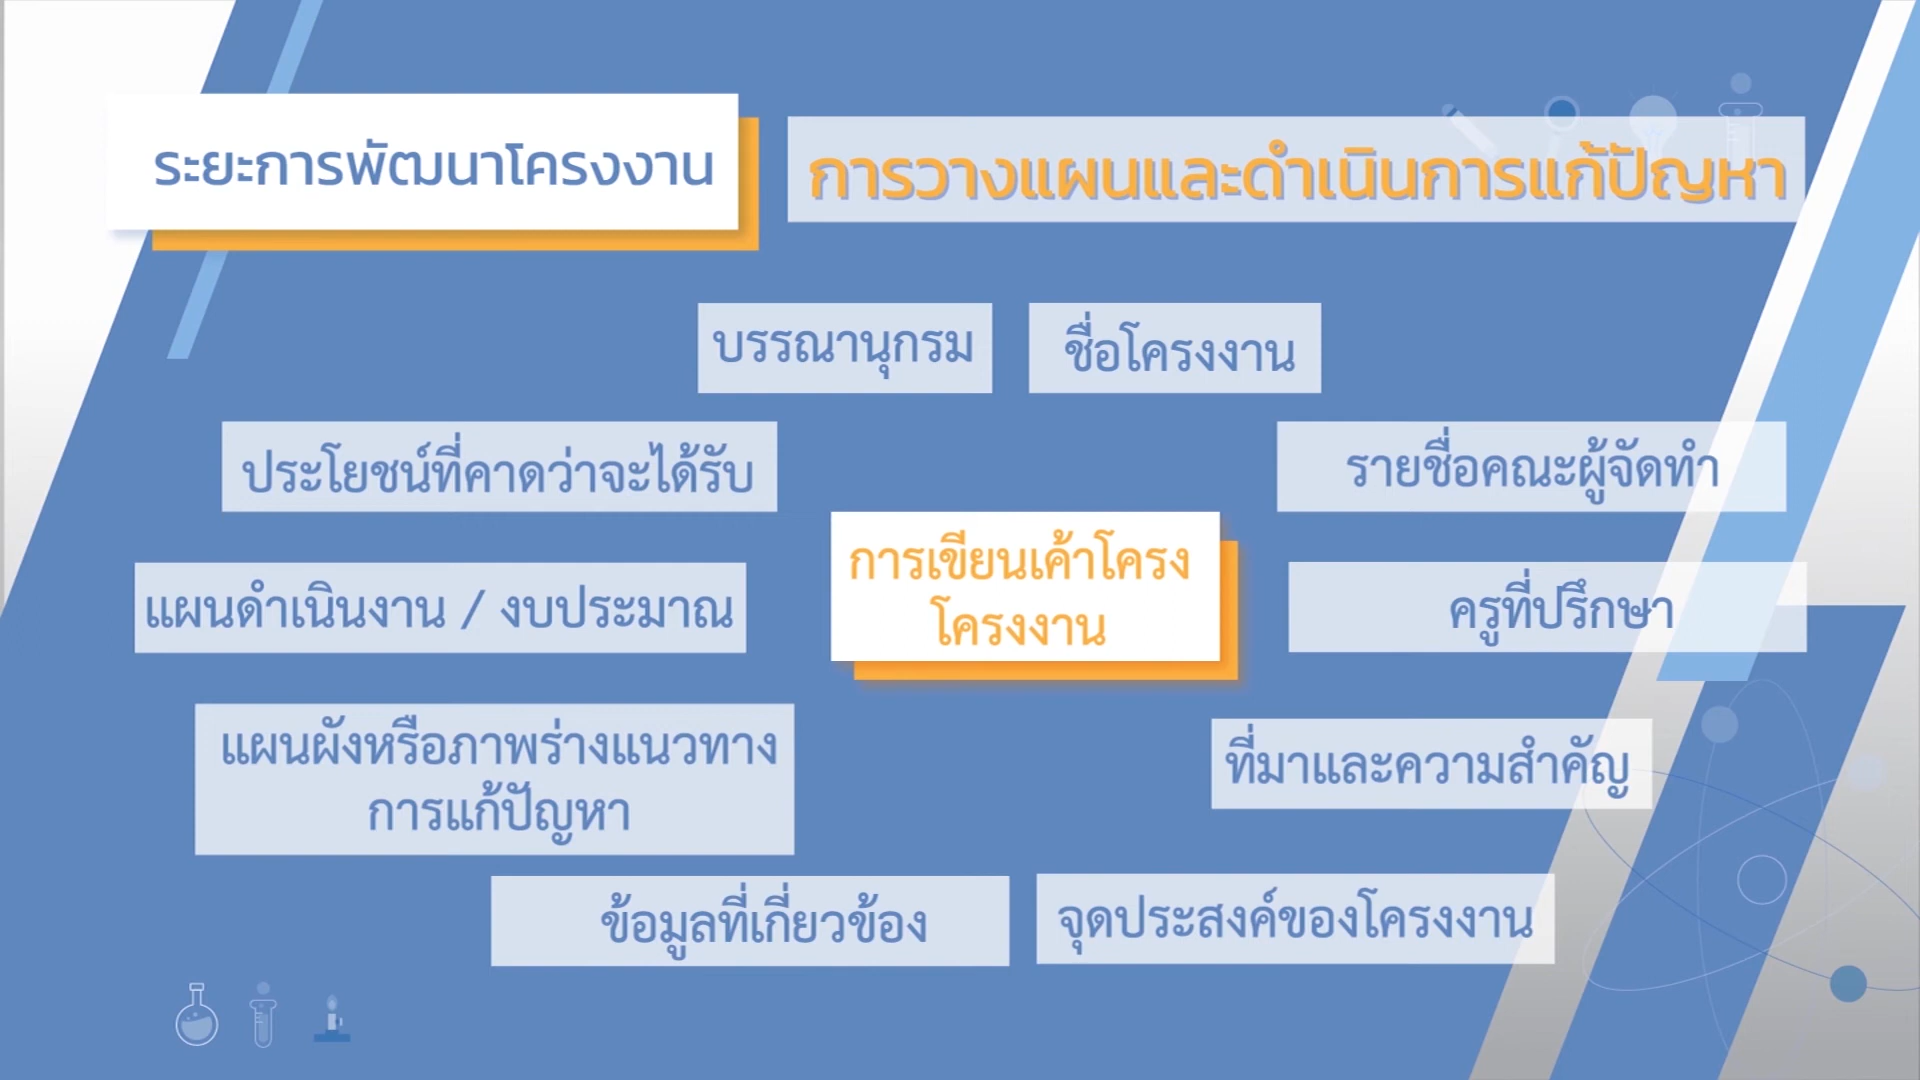 ระยะการพัฒนาโครงงาน
การวางแผนและดำเนินการแก้ปัญหา
บรรณานุกรม
ชื่อโครงงาน
ประโยชน์ที่คาดว่าจะได้รับ
รายชื่อคณะผู้จัดทำ
การเขียนเค้าโครง
โครงงาน
แผนดำเนินงาน / งบประมาณ
ครูที่ปรึกษา
แผนผังหรือภาพร่างแนวทาง
การแก้ปัญหา
ที่มาและความสำคัญ
ข้อมูลที่เกี่ยวข้อง
จุดประสงค์ของโครงงาน